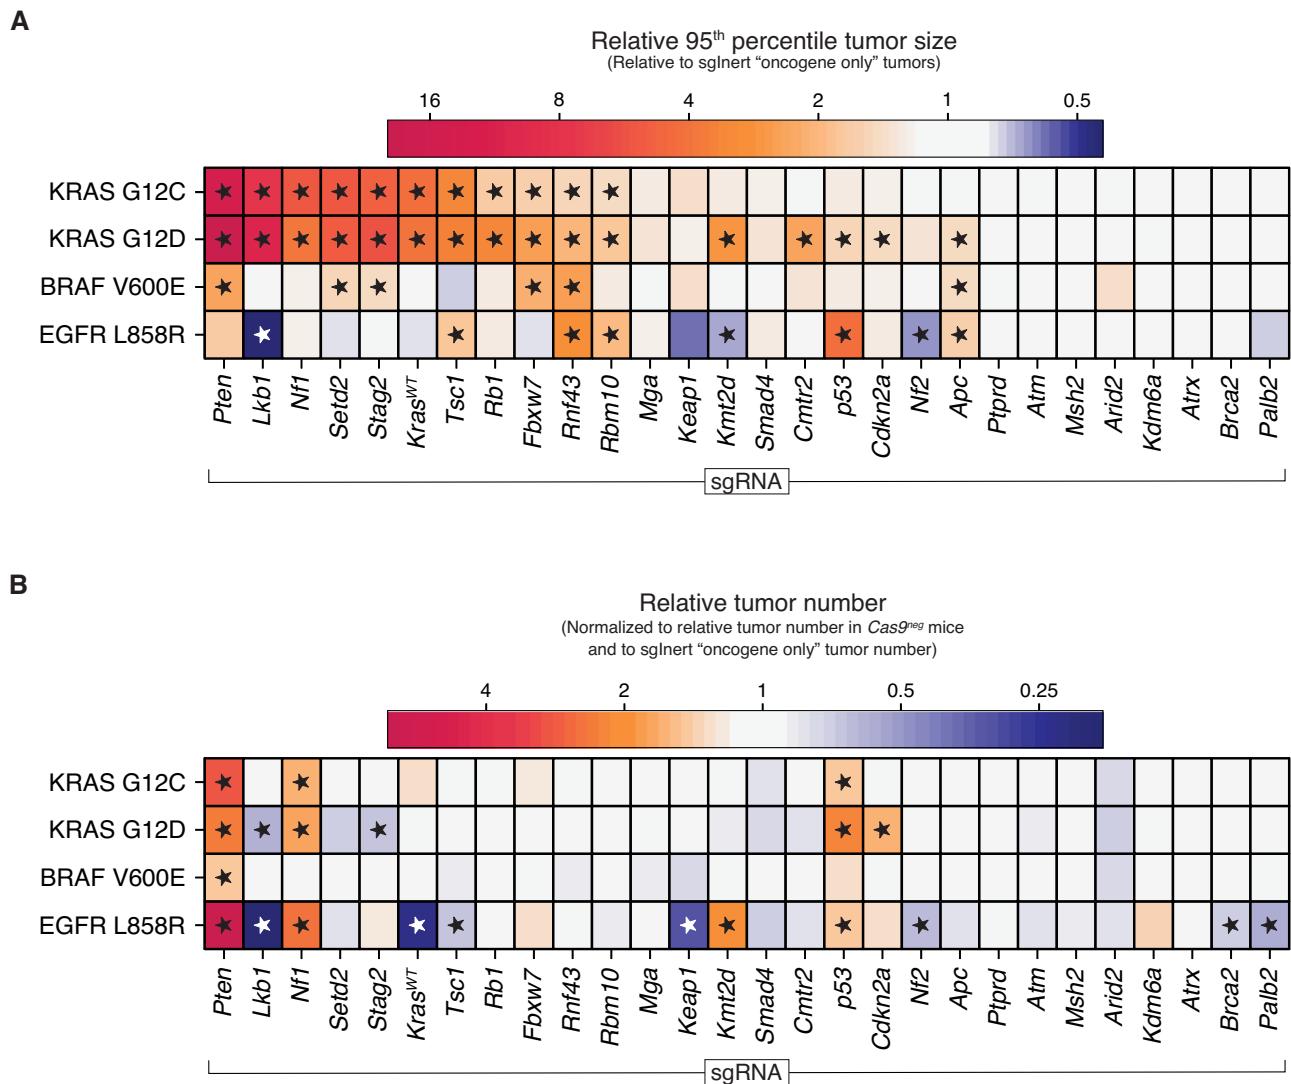 A
Relative 95th percentile tumor size
(Relative to sgInert “oncogene only” tumors)
16 8 4 2 1 0.5
KRAS G12C
KRAS G12D
BRAF V600E
EGFR L858R
Pten Lkb1 Nf1 Setd2 Stag2 KrasWT Tsc1 Rb1 Fbxw7 Rnf43 Rbm10 Mga Keap1 Kmt2d Smad4 Cmtr2 p53 Cdkn2a Nf2 Apc Ptprd Atm Msh2 Arid2 Kdm6a Atrx Brca2 Palb2
sgRNA
B
Relative tumor number
(Normalized to relative tumor number in Cas9neg mice
and to sgInert “oncogene only” tumor number)
4 2 1 0.5 0.25
KRAS G12C
KRAS G12D
BRAF V600E
EGFR L858R
Pten Lkb1 Nf1 Setd2 Stag2 KrasWT Tsc1 Rb1 Fbxw7 Rnf43 Rbm10 Mga Keap1 Kmt2d Smad4 Cmtr2 p53 Cdkn2a Nf2 Apc Ptprd Atm Msh2 Arid2 Kdm6a Atrx Brca2 Palb2
sgRNA